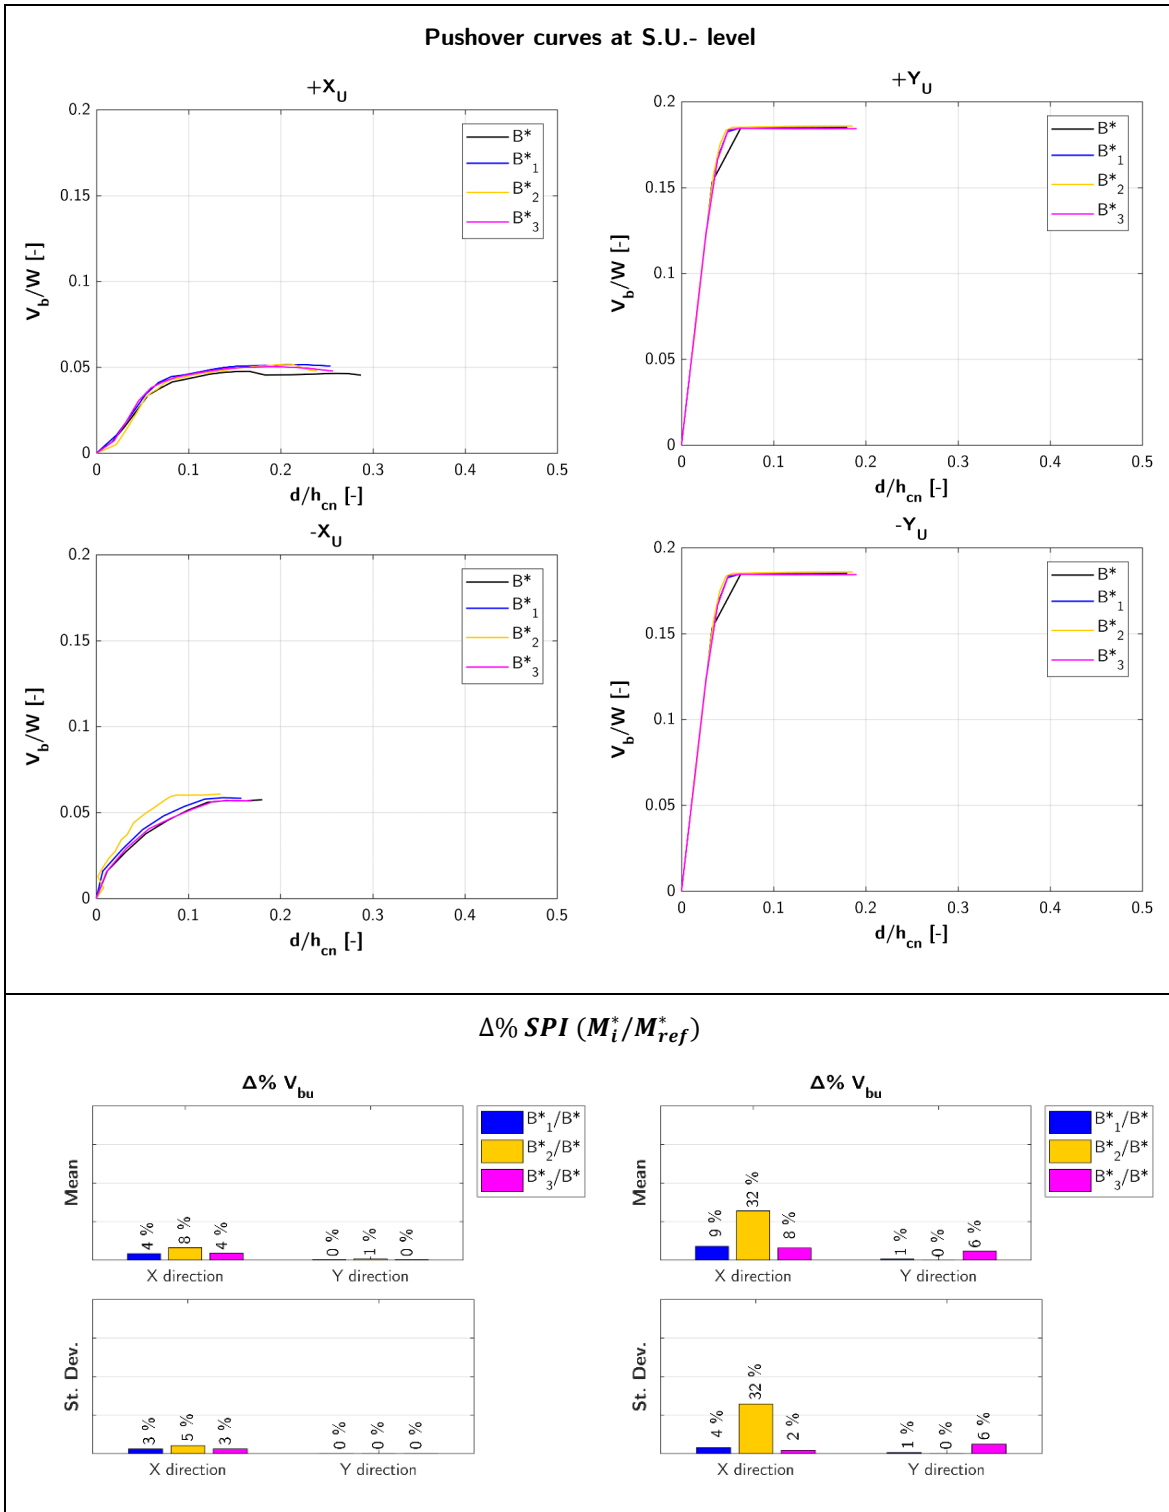 Pushover curves at S.U.- level
+X_U
0.2
0.15
0.1
0.05
0
V_b/W [-]
0 0.1 0.2 0.3 0.4 0.5
d/h_cn [-]
B*
B*_1
B*_2
B*_3
+Y_U
0.2
0.15
0.1
0.05
0
V_b/W [-]
0 0.1 0.2 0.3 0.4 0.5
d/h_cn [-]
B*
B*_1
B*_2
B*_3
-X_U
0.2
0.15
0.1
0.05
0
V_b/W [-]
0 0.1 0.2 0.3 0.4 0.5
d/h_cn [-]
B*
B*_1
B*_2
B*_3
-Y_U
0.2
0.15
0.1
0.05
0
V_b/W [-]
0 0.1 0.2 0.3 0.4 0.5
d/h_cn [-]
B*
B*_1
B*_2
B*_3
Δ% SPI (M*_i/M*_ref)
Δ% V_bu
Mean
4 % 8 % 4 % 0 % 1 % 0 %
X direction Y direction
B*_1/B*
B*_2/B*
B*_3/B*
St. Dev.
3 % 5 % 3 % 0 % 0 % 0 %
X direction Y direction
Δ% V_bu
Mean
9 % 32 % 8 % 1 % 0 % 6 %
X direction Y direction
B*_1/B*
B*_2/B*
B*_3/B*
St. Dev.
4 % 32 % 2 % 1 % 0 % 6 %
X direction Y direction